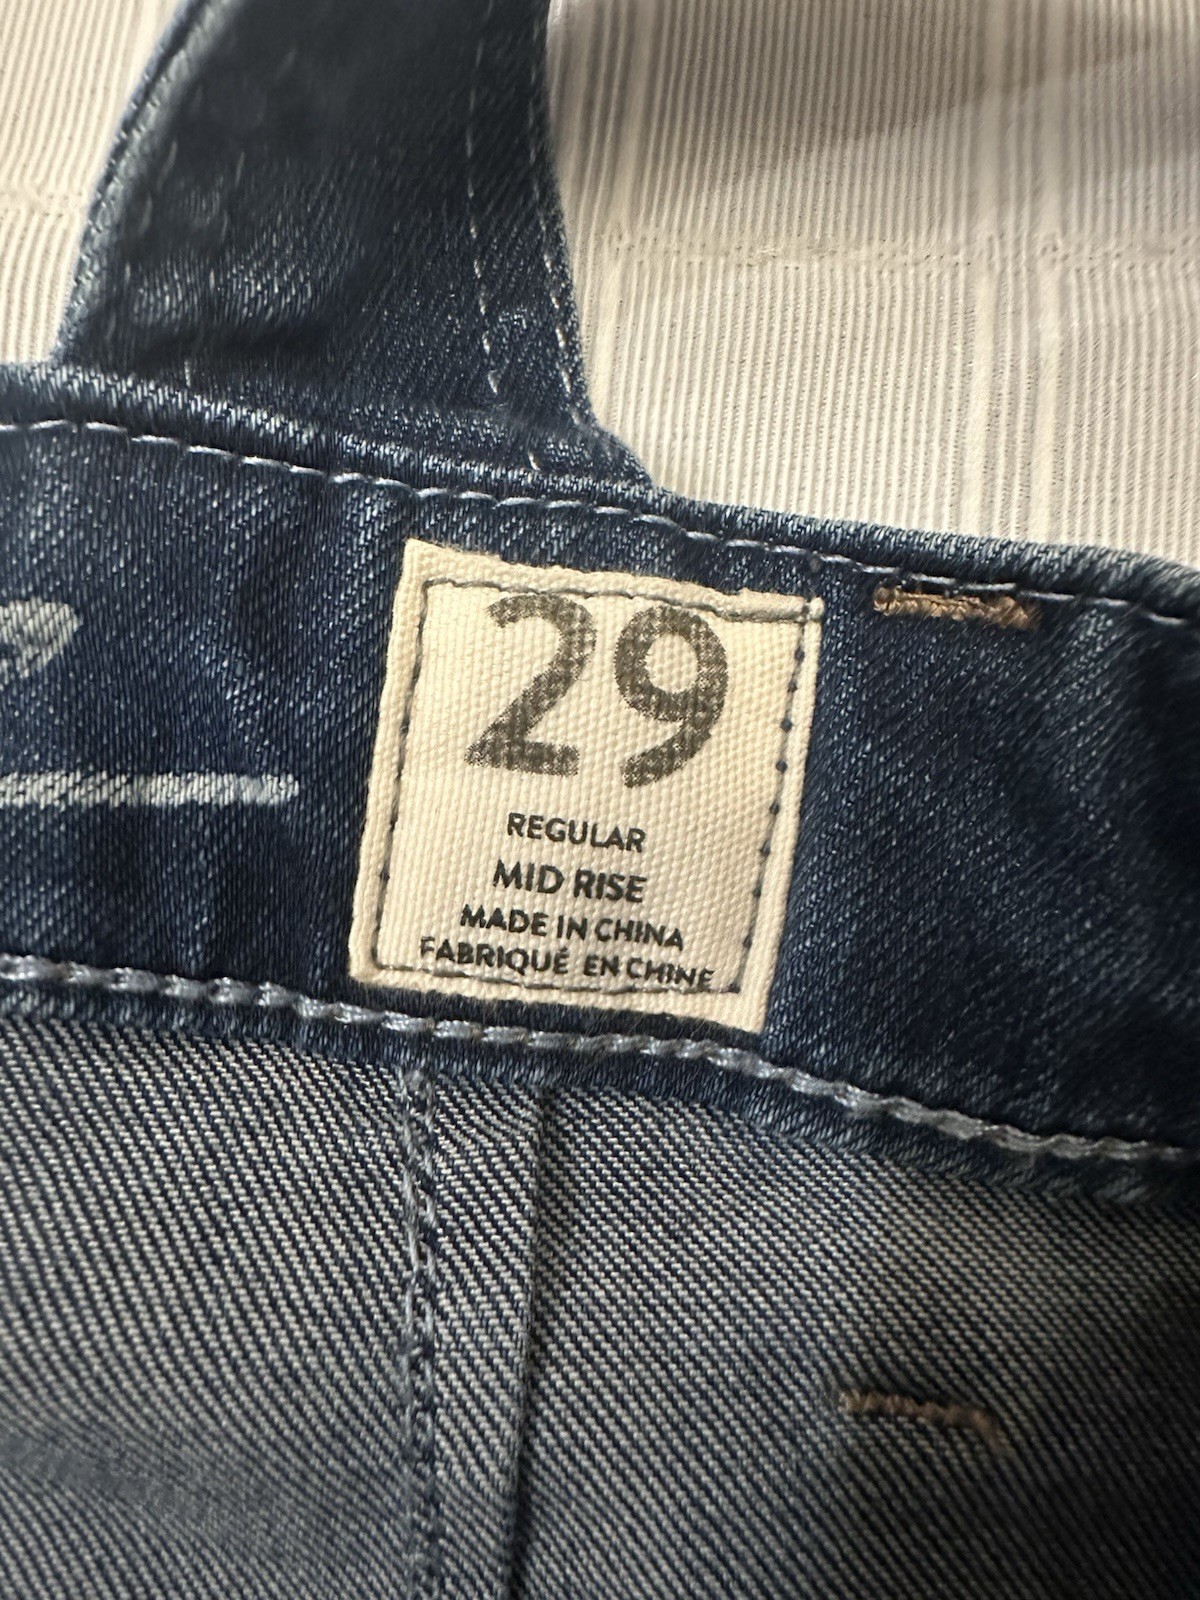 29
REGULAR
MID RISE
MADE IN CHINA
FABRIQUÉ EN CHINE